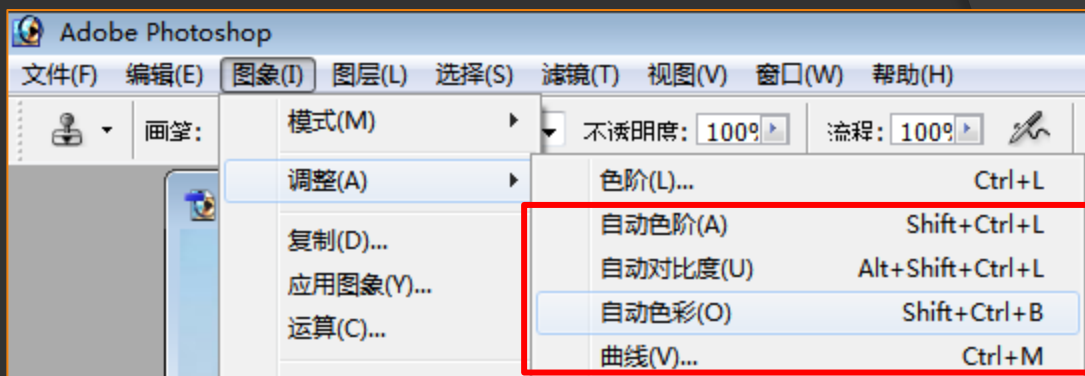 Adobe Photoshop
文件(F) 编辑(E) 图象(I) 图层(L) 选择(S) 滤镜(T) 视图(V) 窗口(W) 帮助(H)
画笔: 不透明度: 100% 流程: 100%
模式(M)
调整(A)
色阶(L)... Ctrl+L
自动色阶(A) Shift+Ctrl+L
复制(D)...
自动对比度(U) Alt+Shift+Ctrl+L
应用图象(Y)...
自动色彩(O) Shift+Ctrl+B
运算(C)...
曲线(V)... Ctrl+M